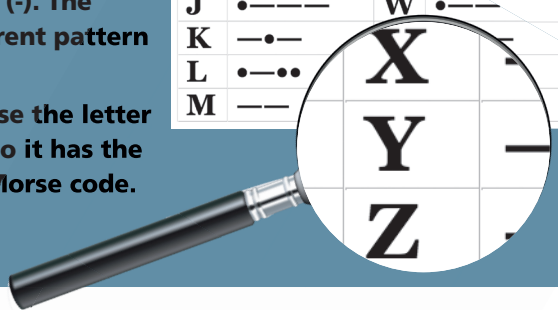 (-). The
rent pattern
se the letter
o it has the
Morse code.
J •——— W •——
K —•—
L •—••
M ——
X
Y
Z